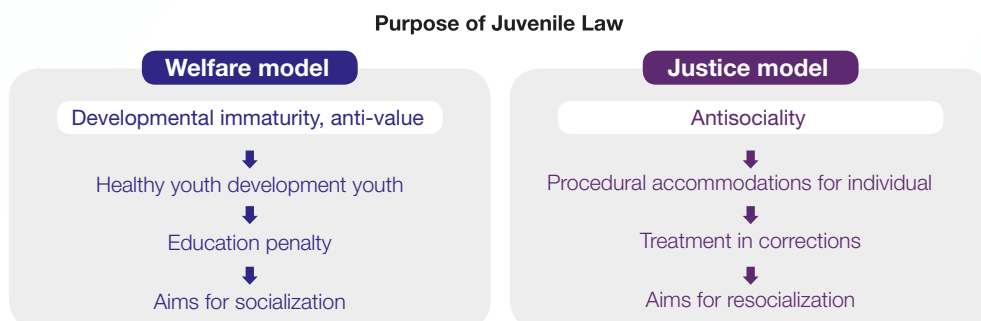 Purpose of Juvenile Law
Welfare model
Developmental immaturity, anti-value
Healthy youth development youth
Education penalty
Aims for socialization
Justice model
Antisociality
Procedural accommodations for individual
Treatment in corrections
Aims for resocialization